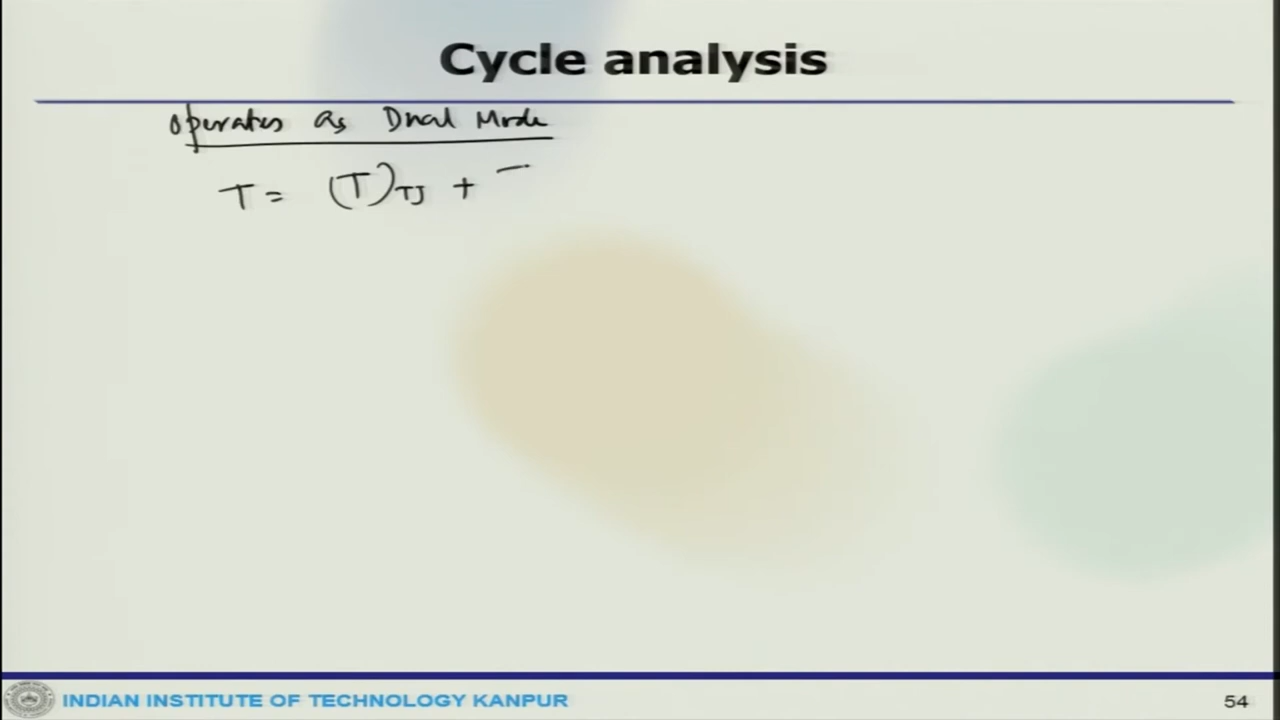 Cycle analysis
Operates as Dual Mode
T = (T)TJ +
INDIAN INSTITUTE OF TECHNOLOGY KANPUR
54